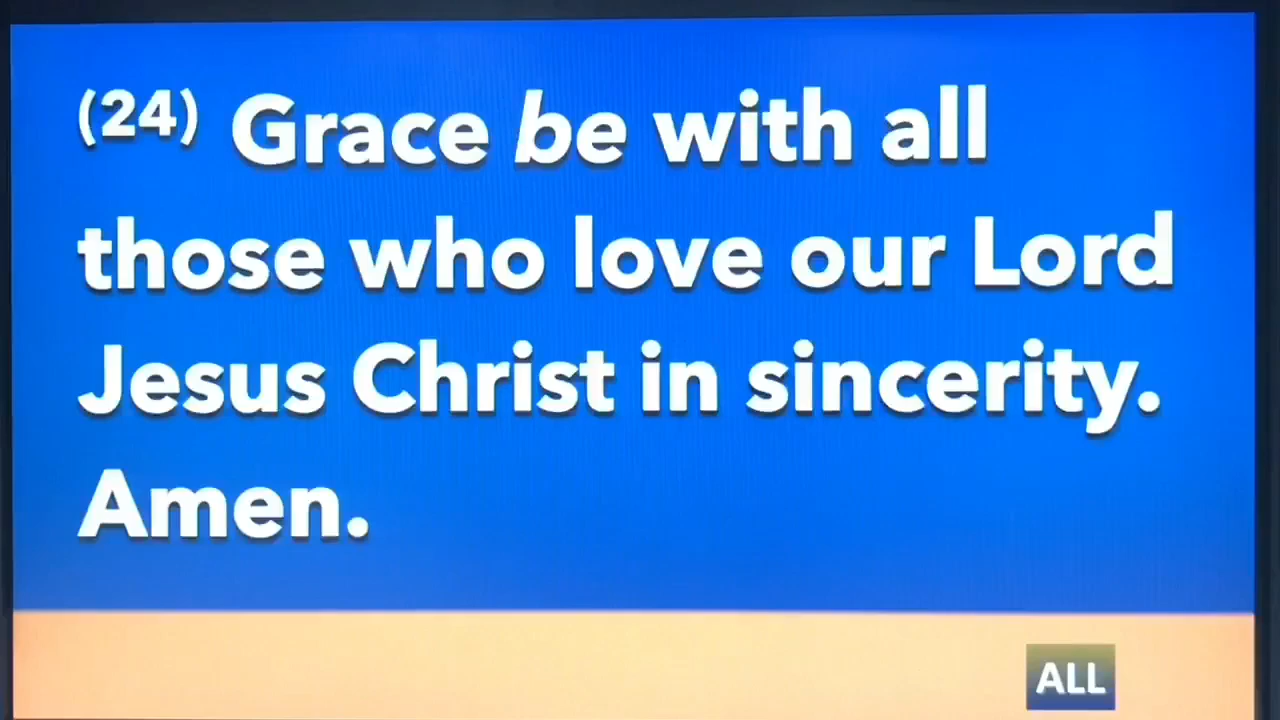 (24) Grace be with all
those who love our Lord
Jesus Christ in sincerity.
Amen.
ALL